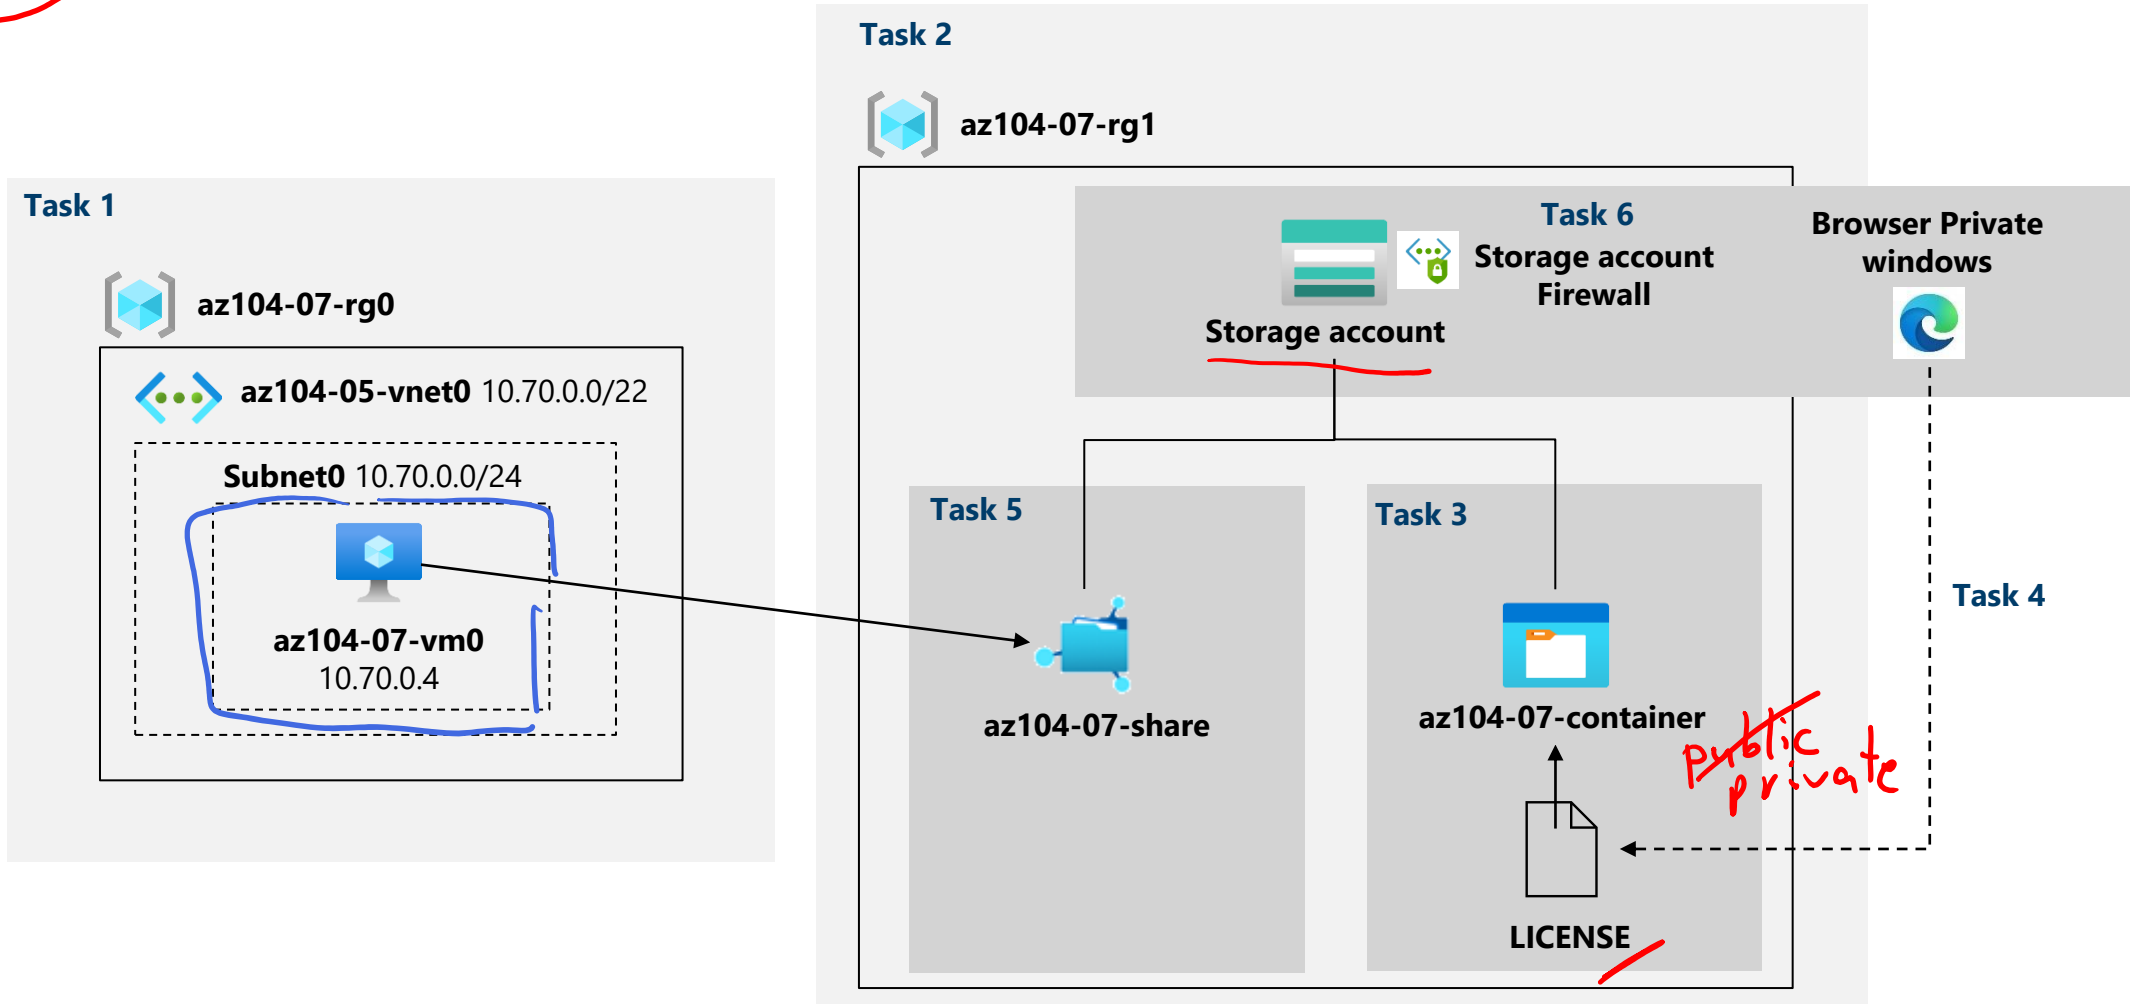 Task 1
az104-07-rg0
az104-05-vnet0 10.70.0.0/22
Subnet0 10.70.0.0/24
az104-07-vm0
10.70.0.4
Task 2
az104-07-rg1
Task 6
Storage account
Firewall
Storage account
Browser Private
windows
Task 5
az104-07-share
Task 3
az104-07-container
public
private
LICENSE
Task 4